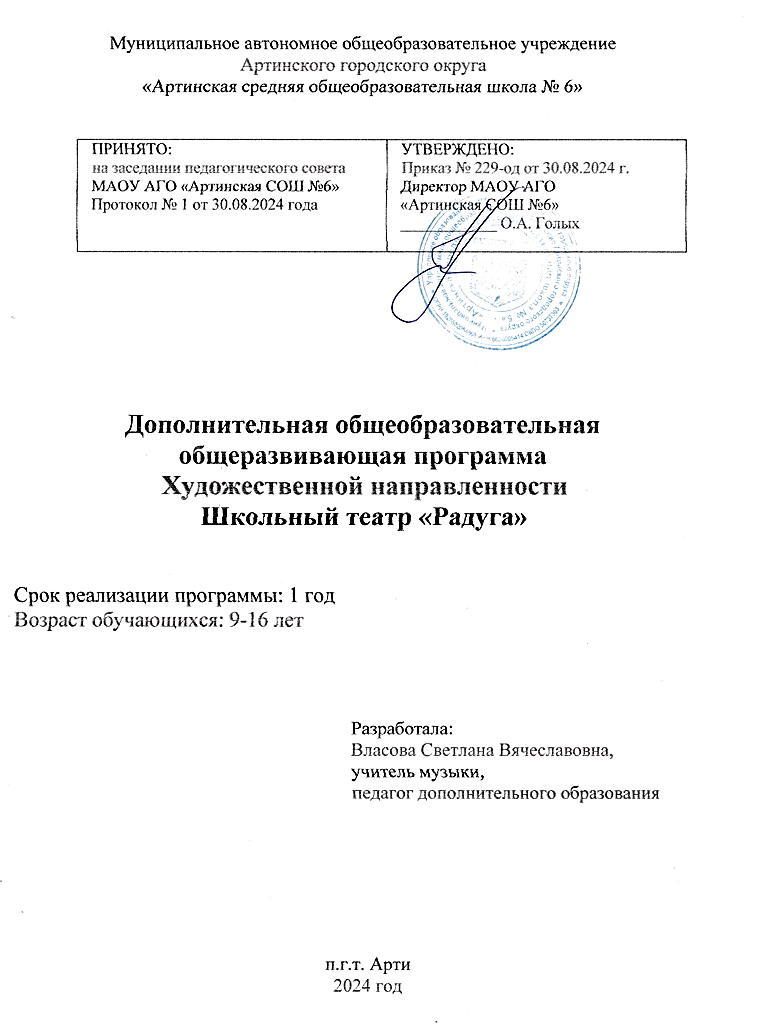 Муниципальное автономное общеобразовательное учреждение
Артинского городского округа
«Артинская средняя общеобразовательная школа № 6»
ПРИНЯТО:
на заседании педагогического совета
МАОУ АГО «Артинская СОШ №6»
Протокол № 1 от 30.08.2024 года
УТВЕРЖДЕНО:
Приказ № 229-од от 30.08.2024 г.
Директор МАОУ АГО
«Артинская СОШ №6»
____________ О.А. Голых
Дополнительная общеобразовательная
общеразвивающая программа
Художественной направленности
Школьный театр «Радуга»
Срок реализации программы: 1 год
Возраст обучающихся: 9-16 лет
Разработала:
Власова Светлана Вячеславовна,
учитель музыки,
педагог дополнительного образования
п.г.т. Арти
2024 год